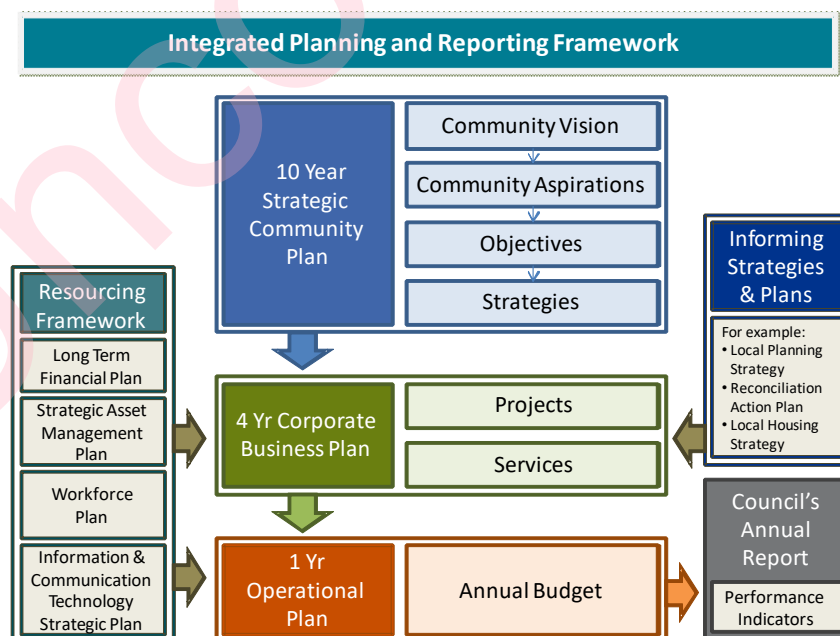 Integrated Planning and Reporting Framework
10 Year
Strategic
Community
Plan
Community Vision
Community Aspirations
Objectives
Strategies
Resourcing
Framework
Long Term
Financial Plan
Strategic Asset
Management
Plan
Workforce
Plan
Information &
Communication
Technology
Strategic Plan
4 Yr Corporate
Business Plan
Projects
Services
1 Yr
Operational
Plan
Annual Budget
Informing
Strategies
& Plans
For example:
• Local Planning
Strategy
• Reconciliation
Action Plan
• Local Housing
Strategy
Council's
Annual
Report
Performance
Indicators